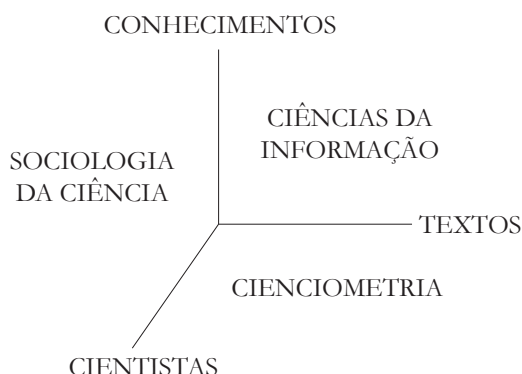 CONHECIMENTOS
CIÊNCIAS DA
INFORMAÇÃO
SOCIOLOGIA
DA CIÊNCIA
TEXTOS
CIENCIOMETRIA
CIENTISTAS